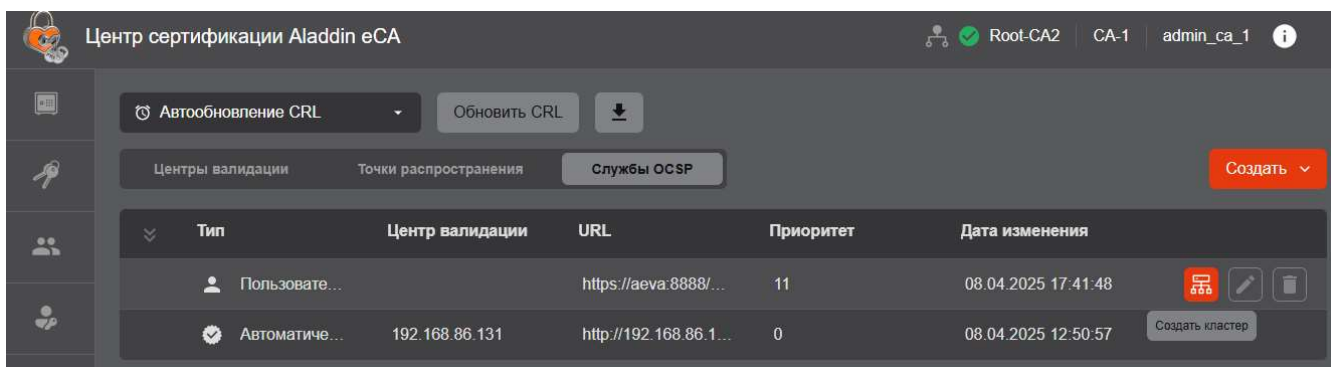 Центр сертификации Aladdin eCA Root-CA2 CA-1 admin_ca_1
Автообновление CRL Обновить CRL
Центры валидации Точки распространения Службы OCSP Создать
Тип Центр валидации URL Приоритет Дата изменения
Пользовате... https://aeva:8888/... 11 08.04.2025 17:41:48
Автоматиче... 192.168.86.131 http://192.168.86.1... 0 08.04.2025 12:50:57
Создать кластер